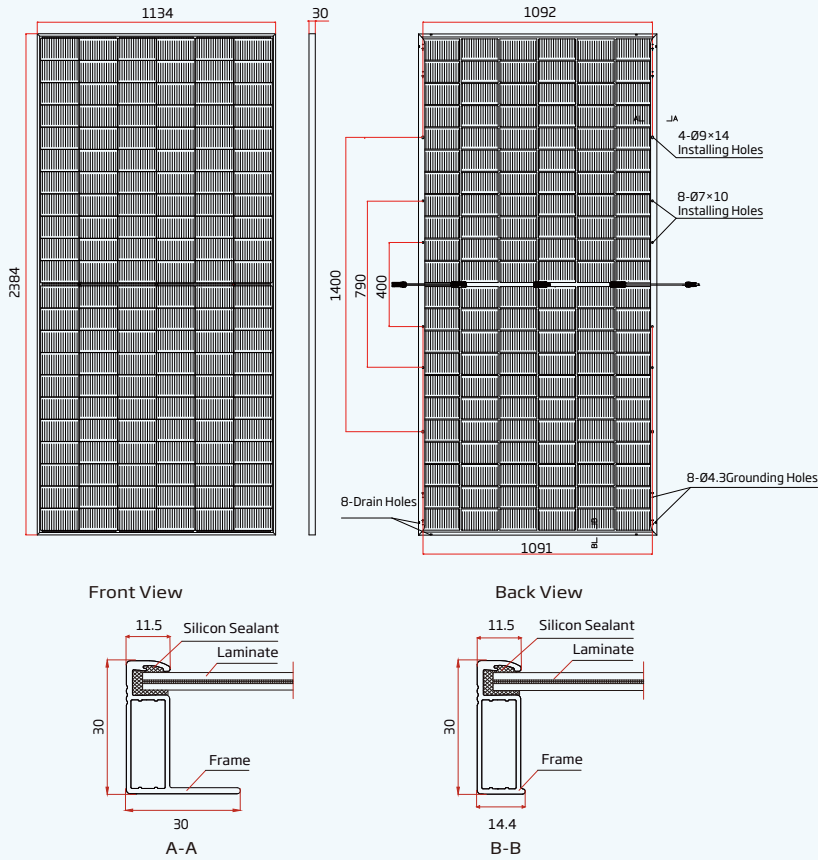 1134
30
1092
2384
AL
⅃A
4-Ø9×14
Installing Holes
8-Ø7×10
Installing Holes
1400
790
400
8-Drain Holes
8-Ø4.3Grounding Holes
BL
1091
Front View
Back View
11.5
Silicon Sealant
Laminate
30
Frame
30
A-A
11.5
Silicon Sealant
Laminate
30
Frame
14.4
B-B